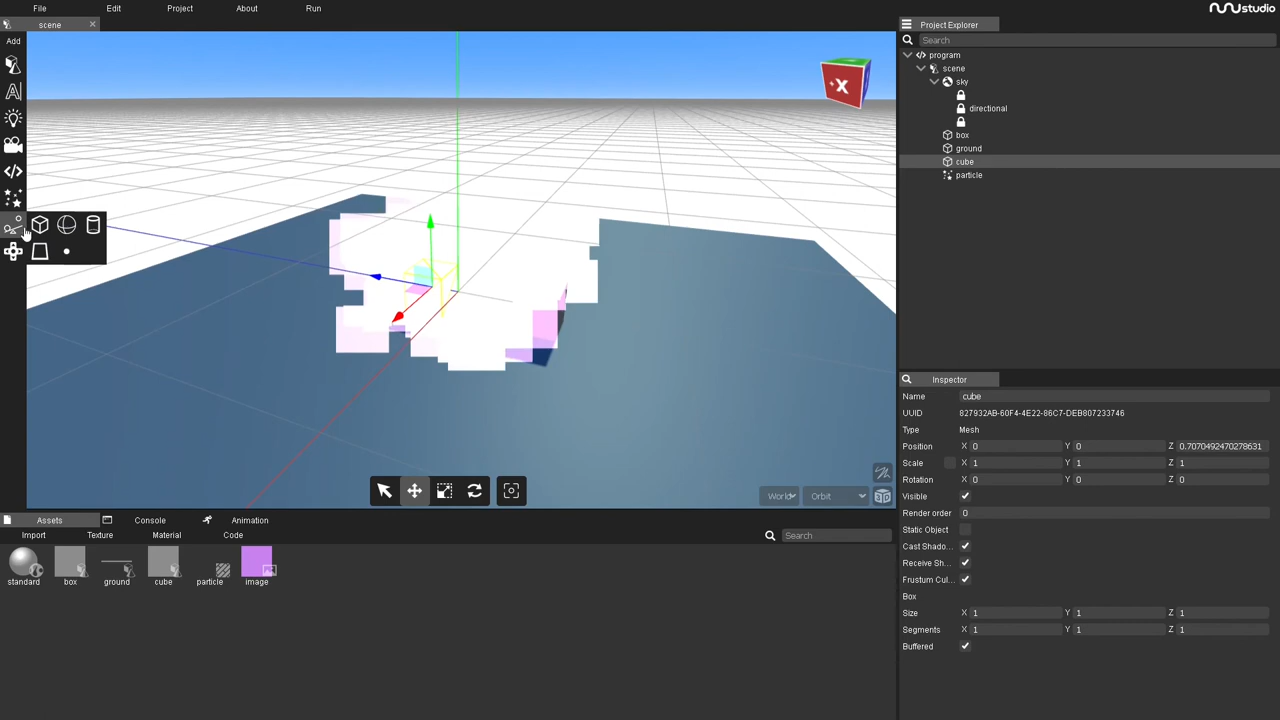 File Edit Project About Run studio
scene
Project Explorer
Add
Search
program
scene
sky
directional
box
ground
cube
particle
X
Inspector
Name cube
UUID 827932AB-60F4-4E22-86C7-DEB807233746
Type Mesh
Position X 0 Y 0 Z 0.7070492470278631
Scale X 1 Y 1 Z 1
Rotation X 0 Y 0 Z 0
Visible
Render order 0
Static Object
Cast Shado...
Receive Sh...
Frustum Cul...
Box
Size X 1 Y 1 Z 1
Segments X 1 Y 1 Z 1
Buffered
World Orbit
Assets Console Animation
Import Texture Material Code Search
standard box ground cube particle image